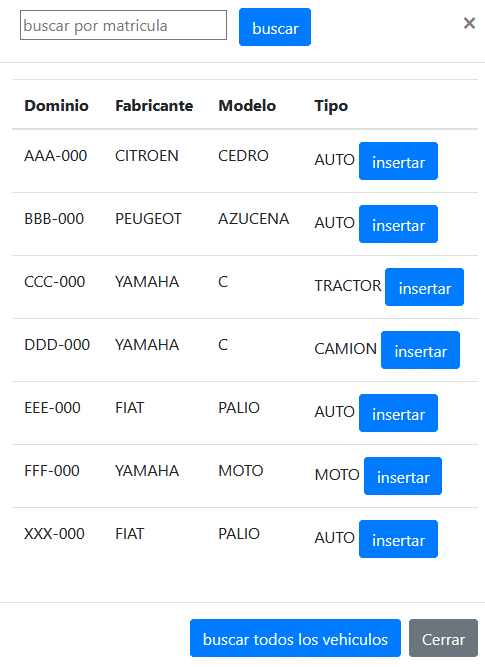 buscar por matricula buscar ×
Dominio Fabricante Modelo Tipo
AAA-000 CITROEN CEDRO AUTO insertar
BBB-000 PEUGEOT AZUCENA AUTO insertar
CCC-000 YAMAHA C TRACTOR insertar
DDD-000 YAMAHA C CAMION insertar
EEE-000 FIAT PALIO AUTO insertar
FFF-000 YAMAHA MOTO MOTO insertar
XXX-000 FIAT PALIO AUTO insertar
buscar todos los vehiculos Cerrar